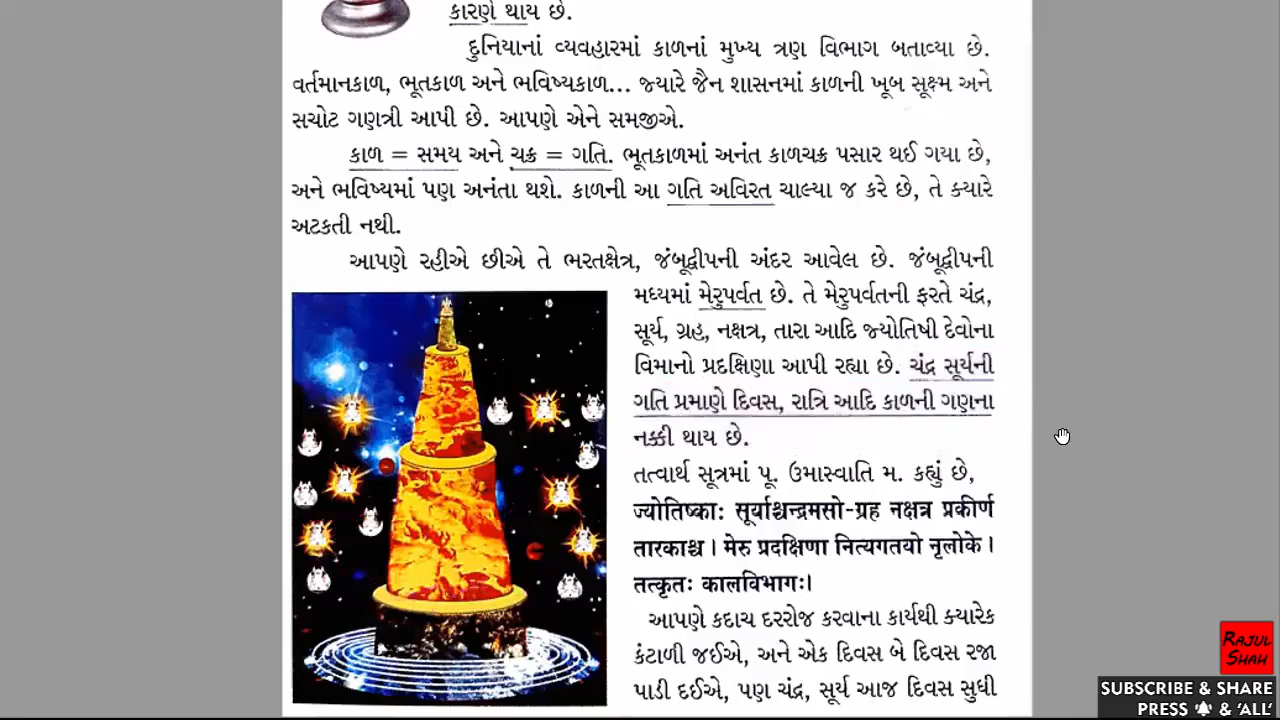 કારણે થાય છે.
દુનિયાનાં વ્યવહારમાં કાળનાં મુખ્ય ત્રણ વિભાગ બતાવ્યા છે.
વર્તમાનકાળ, ભૂતકાળ અને ભવિષ્યકાળ... જ્યારે જૈન શાસનમાં કાળની ખૂબ સૂક્ષ્મ અને
સચોટ ગણત્રી આપી છે. આપણે એને સમજીએ.
કાળ = સમય અને ચક્ર = ગતિ. ભૂતકાળમાં અનંત કાળચક્ર પસાર થઈ ગયા છે,
અને ભવિષ્યમાં પણ અનંતા થશે. કાળની આ ગતિ અવિરત ચાલ્યા જ કરે છે, તે ક્યારે
અટકતી નથી.
આપણે રહીએ છીએ તે ભરતક્ષેત્ર, જંબૂદ્વીપની અંદર આવેલ છે. જંબૂદ્વીપની
મધ્યમાં મેરુપર્વત છે. તે મેરુપર્વતની ફરતે ચંદ્ર,
સૂર્ય, ગ્રહ, નક્ષત્ર, તારા આદિ જ્યોતિષી દેવોના
વિમાનો પ્રદક્ષિણા આપી રહ્યા છે. ચંદ્ર સૂર્યની
ગતિ પ્રમાણે દિવસ, રાત્રિ આદિ કાળની ગણના
નક્કી થાય છે.
તત્વાર્થ સૂત્રમાં પૂ. ઉમાસ્વાતિ મ. કહ્યું છે,
ज्योतिष्काः सूर्याश्चन्द्रमसो-ग्रह नक्षत्र प्रकीर्ण
तारकाश्च । मेरु प्रदक्षिणा नित्यगतयो नृलोके ।
तत्कृतः कालविभागः।
આપણે કદાચ દરરોજ કરવાના કાર્યથી ક્યારેક
કંટાળી જઈએ, અને એક દિવસ બે દિવસ રજા
પાડી દઈએ, પણ ચંદ્ર, સૂર્ય આજ દિવસ સુધી
RAJUL
SHAH
SUBSCRIBE & SHARE
PRESS & 'ALL'